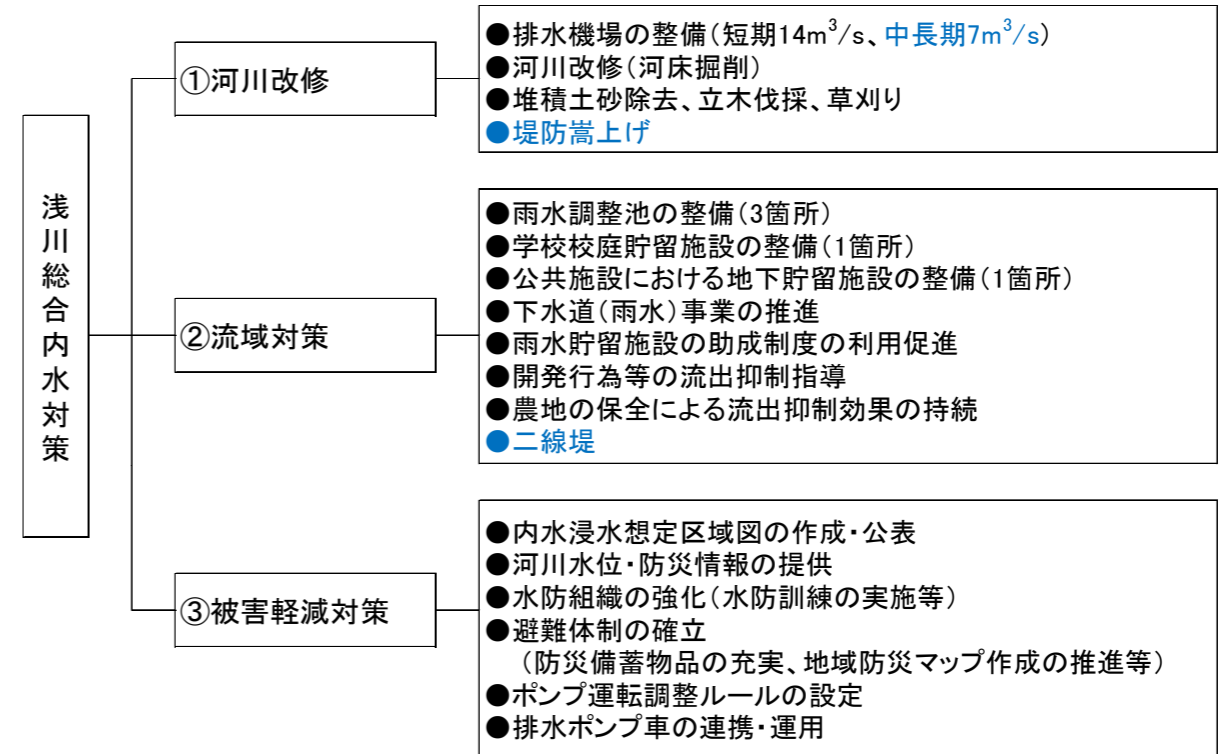 浅川総合内水対策
①河川改修
●排水機場の整備(短期14m³/s、中長期7m³/s)
●河川改修(河床掘削)
●堆積土砂除去、立木伐採、草刈り
●堤防嵩上げ
②流域対策
●雨水調整池の整備(3箇所)
●学校校庭貯留施設の整備(1箇所)
●公共施設における地下貯留施設の整備(1箇所)
●下水道(雨水)事業の推進
●雨水貯留施設の助成制度の利用促進
●開発行為等の流出抑制指導
●農地の保全による流出抑制効果の持続
●二線堤
③被害軽減対策
●内水浸水想定区域図の作成・公表
●河川水位・防災情報の提供
●水防組織の強化(水防訓練の実施等)
●避難体制の確立
(防災備蓄物品の充実、地域防災マップ作成の推進等)
●ポンプ運転調整ルールの設定
●排水ポンプ車の連携・運用